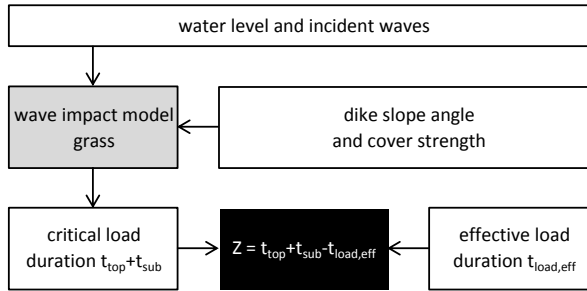 water level and incident waves
wave impact model
grass
dike slope angle
and cover strength
critical load
duration t_top+t_sub
Z = t_top+t_sub-t_load,eff
effective load
duration t_load,eff